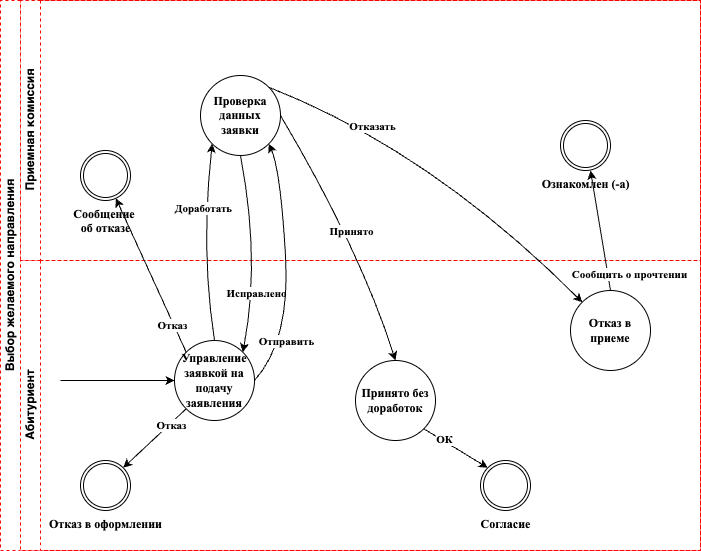 Выбор желаемого направления
Приемная комиссия
Проверка
данных
заявки
Отказать
Ознакомлен (-а)
Сообщение
об отказе
Доработать
Принято
Сообщить о прочтении
Исправлено
Отказ
Отправить
Отказ в
приеме
Абитуриент
Управление
заявкой на
подачу
заявления
Принято без
доработок
Отказ
ОК
Отказ в оформлении
Согласие